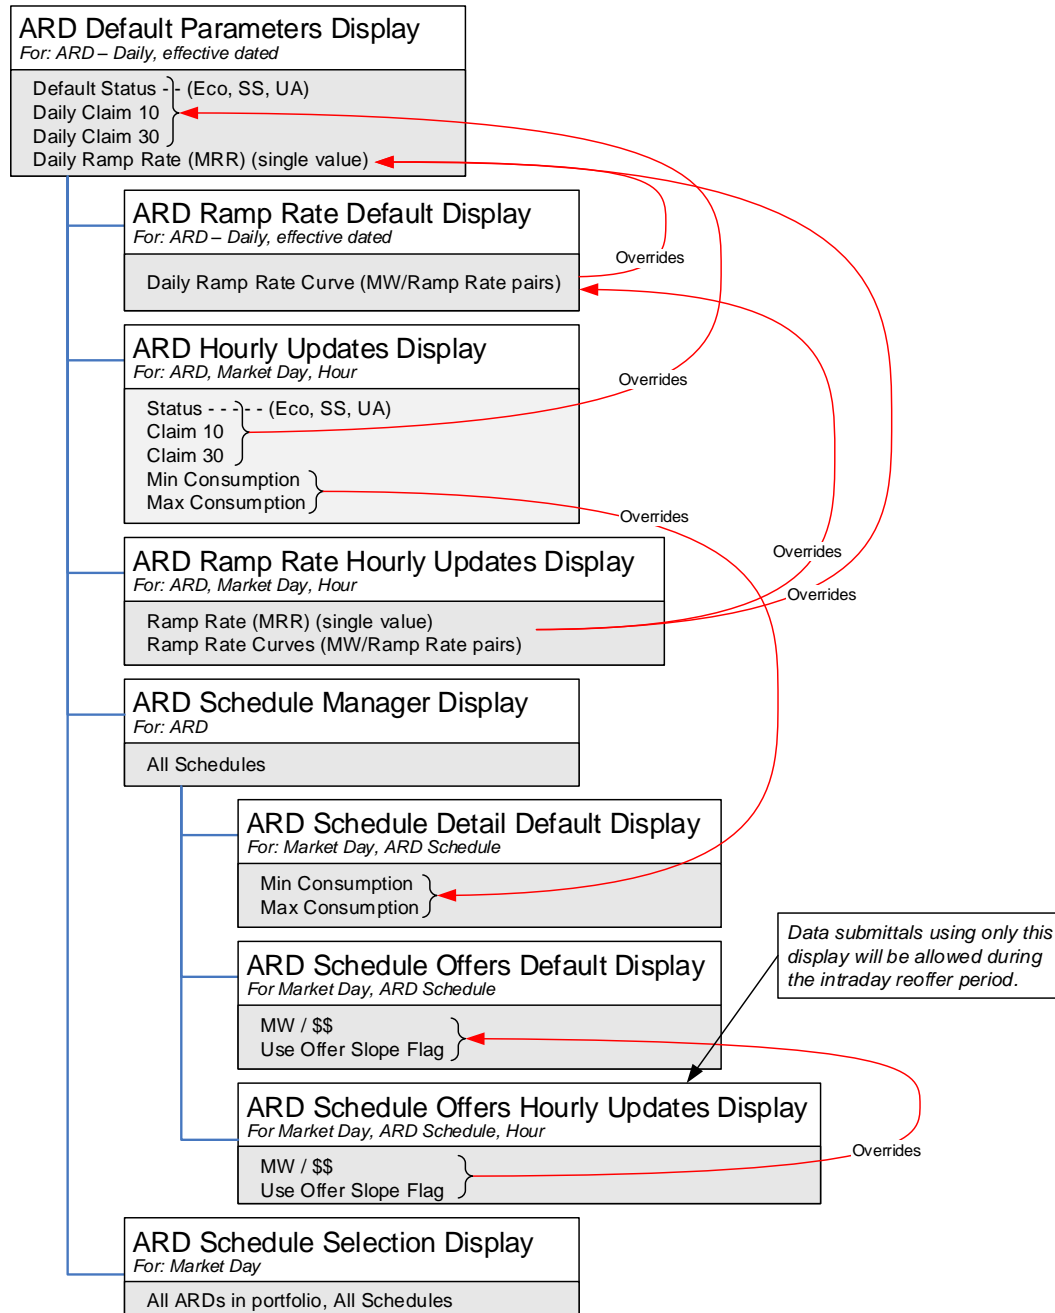 ARD Default Parameters Display
For: ARD – Daily, effective dated
Default Status - - (Eco, SS, UA)
Daily Claim 10
Daily Claim 30
Daily Ramp Rate (MRR) (single value)
ARD Ramp Rate Default Display
For: ARD – Daily, effective dated
Overrides
Daily Ramp Rate Curve (MW/Ramp Rate pairs)
ARD Hourly Updates Display
For: ARD, Market Day, Hour
Overrides
Status - - - - - (Eco, SS, UA)
Claim 10
Claim 30
Min Consumption
Max Consumption
Overrides
ARD Ramp Rate Hourly Updates Display
For: ARD, Market Day, Hour
Overrides
Overrides
Ramp Rate (MRR) (single value)
Ramp Rate Curves (MW/Ramp Rate pairs)
ARD Schedule Manager Display
For: ARD
All Schedules
ARD Schedule Detail Default Display
For: Market Day, ARD Schedule
Min Consumption
Max Consumption
Data submittals using only this
display will be allowed during
the intraday reoffer period.
ARD Schedule Offers Default Display
For Market Day, ARD Schedule
MW / $$
Use Offer Slope Flag
ARD Schedule Offers Hourly Updates Display
For Market Day, ARD Schedule, Hour
Overrides
MW / $$
Use Offer Slope Flag
ARD Schedule Selection Display
For: Market Day
All ARDs in portfolio, All Schedules